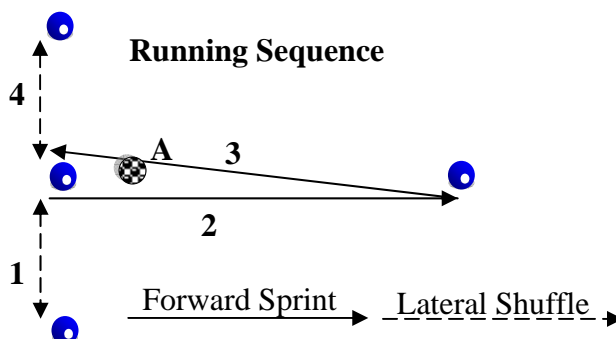 Running Sequence
4
A
3
2
1
Forward Sprint
Lateral Shuffle